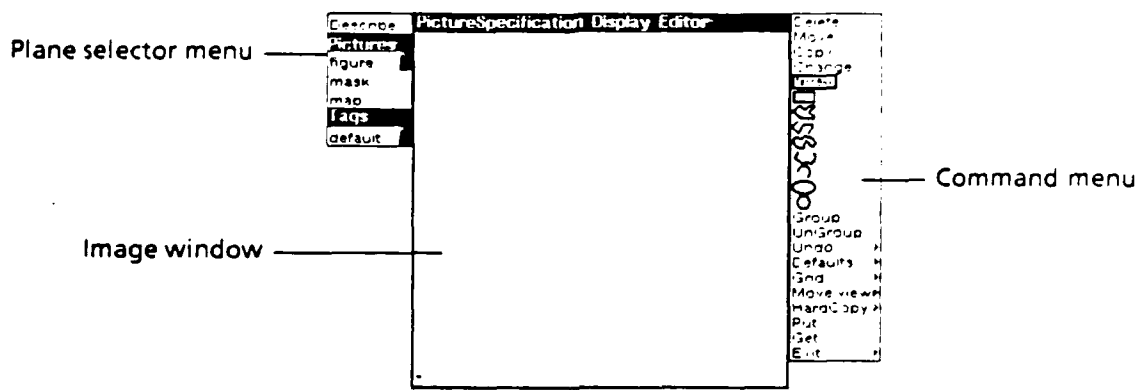 Describe
PictureSpecification Display Editor
Delete
Move
Copy
Change
Plane selector menu
Pictures
figure
mask
map
Tags
default
Command menu
Image window
Group
UnGroup
Undo
Defaults
Grid
Move view
HardCopy
Put
Get
Exit